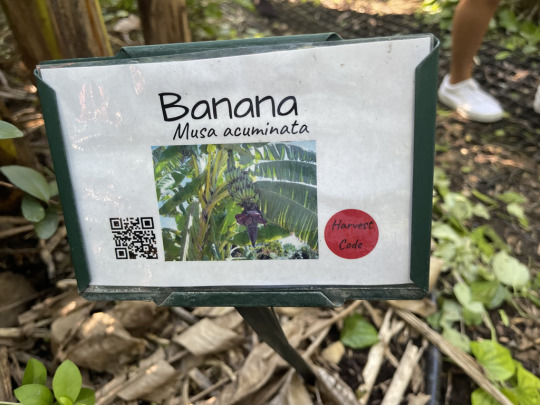 Banana
Musa acuminata
Harvest
Code